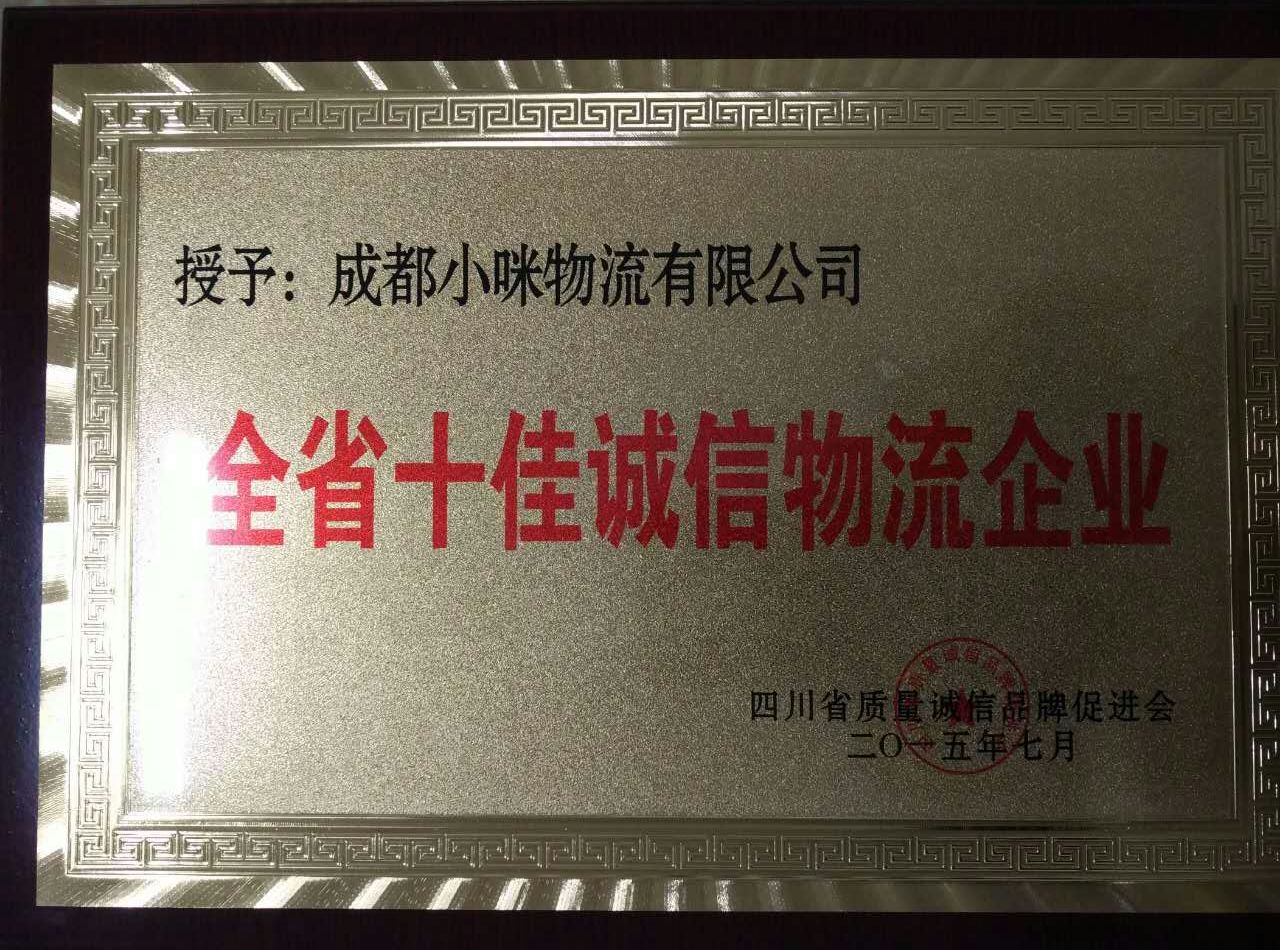 授予：成都小咪物流有限公司
全省十佳诚信物流企业
四川省质量诚信品牌促进会
二〇一五年七月